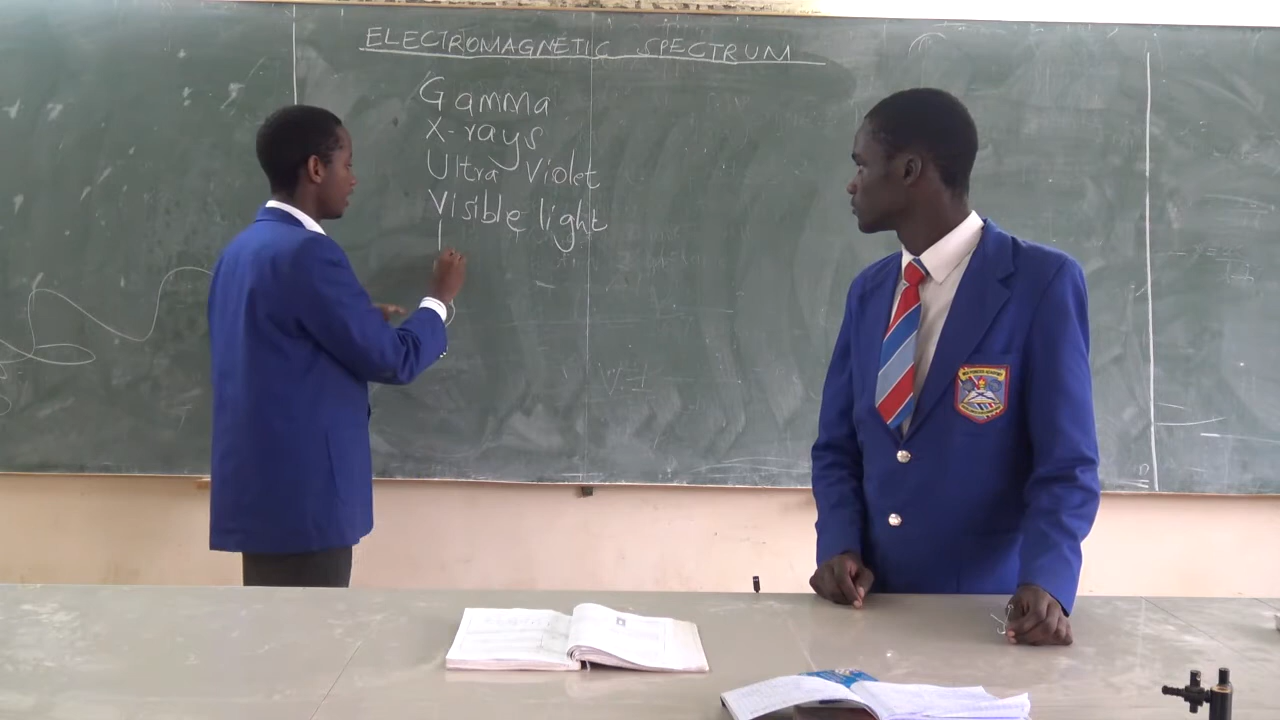 ELECTROMAGNETIC SPECTRUM
Gamma
X-rays
Ultra Violet
Visible light